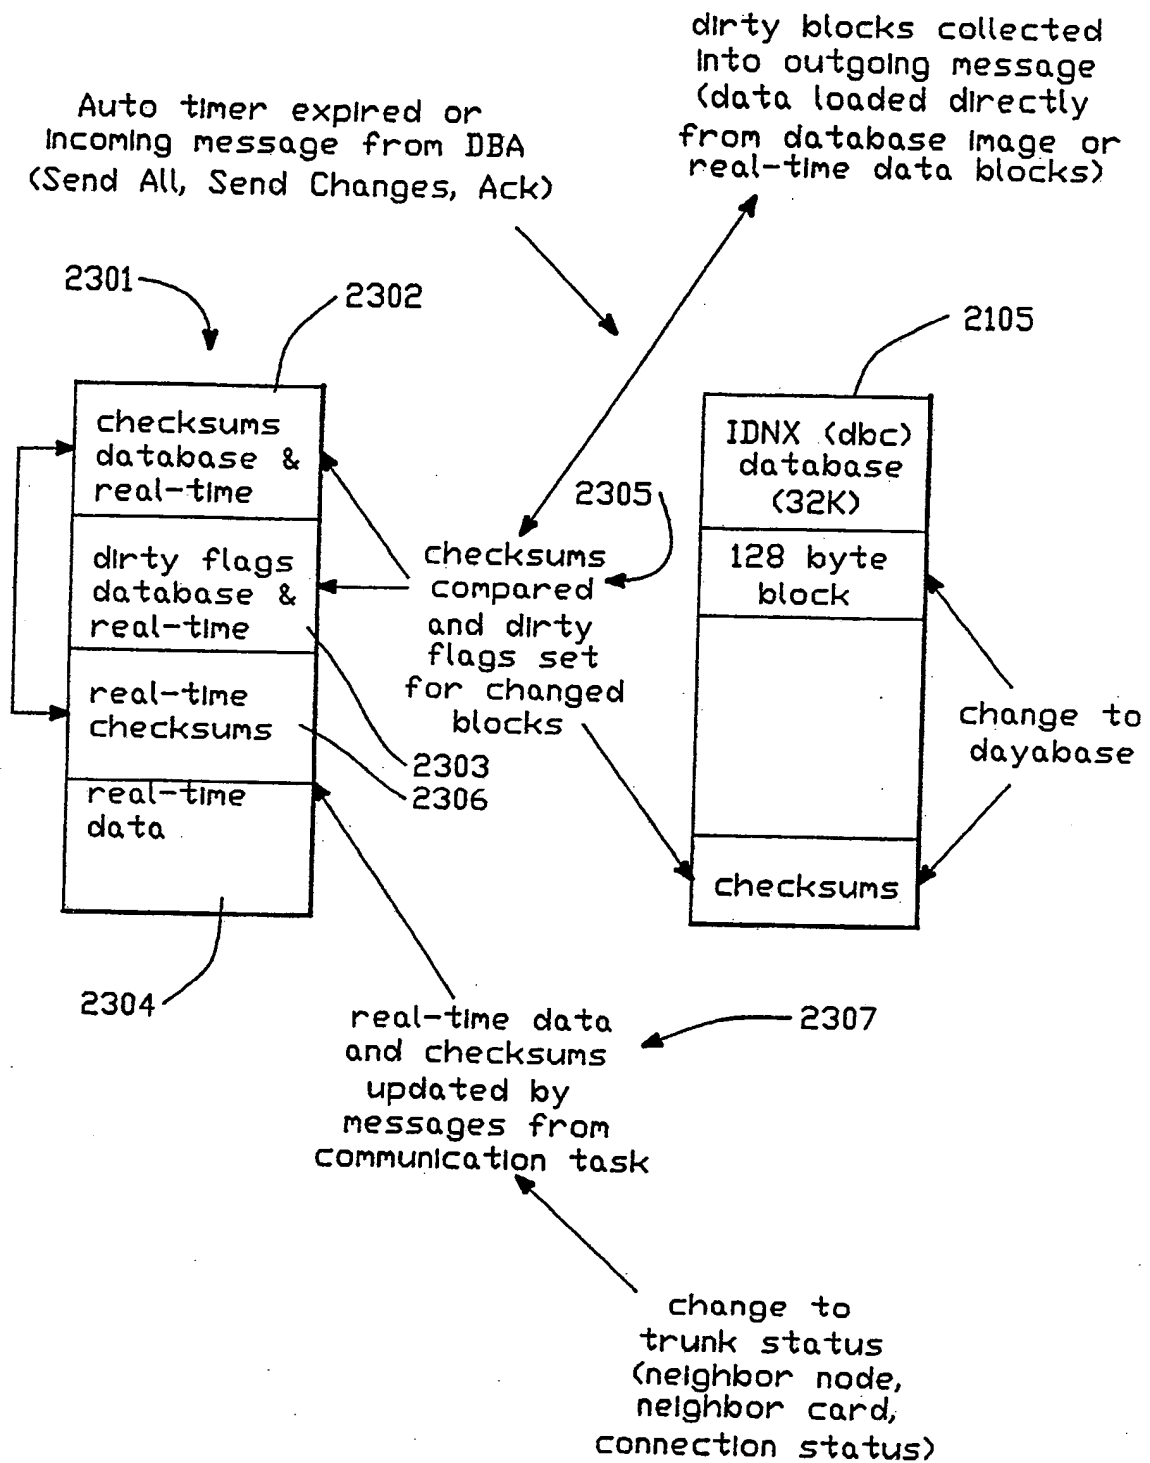 dirty blocks collected
into outgoing message
(data loaded directly
from database image or
real-time data blocks)
Auto timer expired or
incoming message from DBA
(Send All, Send Changes, Ack)
2301
2302
2105
checksums
database &
real-time
dirty flags
database &
real-time
real-time
checksums
real-time
data
2305
checksums
compared
and dirty
flags set
for changed
blocks
2303
2306
IDNX (dbc)
database
(32K)
128 byte
block
checksums
change to
dayabase
2304
real-time data
and checksums
updated by
messages from
communication task
2307
change to
trunk status
(neighbor node,
neighbor card,
connection status)